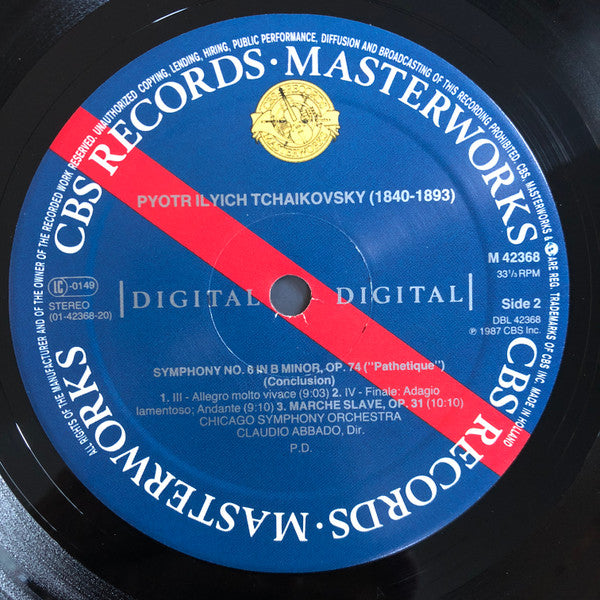 ALL RIGHTS OF THE MANUFACTURER AND OF THE OWNER OF THE RECORDED WORK RESERVED. UNAUTHORIZED COPYING, LENDING, HIRING, PUBLIC PERFORMANCE, DIFFUSION AND BROADCASTING OF THIS RECORDING PROHIBITED. CBS, MASTERWORKS & ARE REG. TRADEMARKS OF CBS INC. MADE IN HOLLAND
CBS RECORDS · MASTERWORKS
PYOTR ILYICH TCHAIKOVSKY (1840-1893)
LC -0149
STEREO
(01-42368-20)
M 42368
33⅓ RPM
DIGITAL DIGITAL
Side 2
DBL 42368
℗ 1987 CBS Inc.
SYMPHONY NO. 6 IN B MINOR, OP. 74 ("Pathetique")
(Conclusion)
1. III - Allegro molto vivace (9:03) 2. IV - Finale: Adagio
lamentoso; Andante (9:10) 3. MARCHE SLAVE, OP. 31 (10:10)
CHICAGO SYMPHONY ORCHESTRA
CLAUDIO ABBADO, Dir.
P.D.
CBS RECORDS · MASTERWORKS